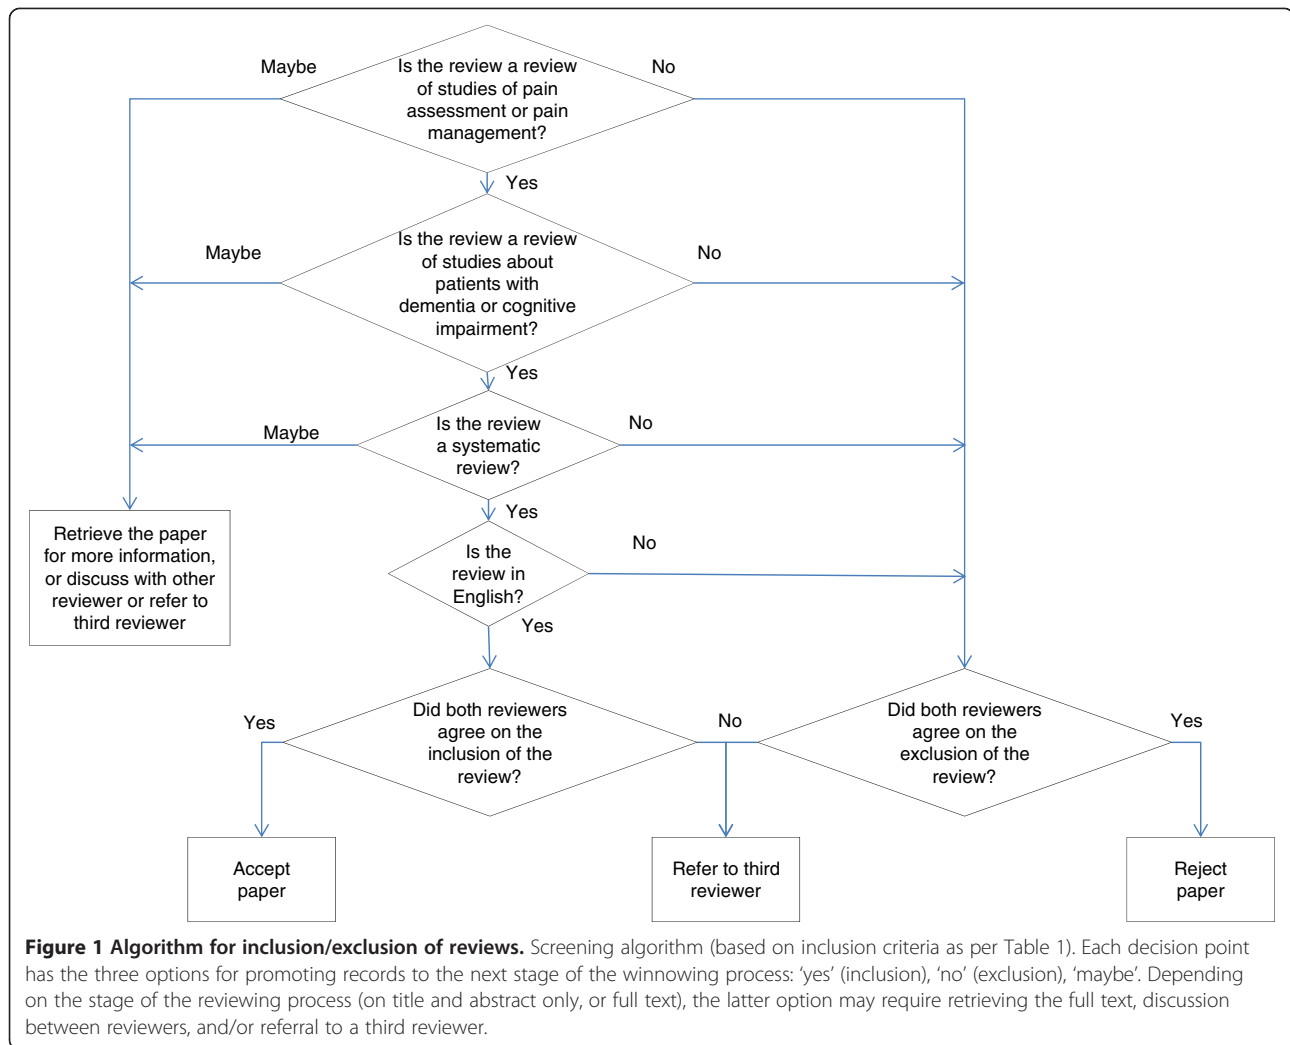 Maybe
Is the review a review
of studies of pain
assessment or pain
management?
No
Yes
Maybe
Is the review a review
of studies about
patients with
dementia or cognitive
impairment?
No
Yes
Maybe
Is the review
a systematic
review?
No
Yes
Retrieve the paper
for more information,
or discuss with other
reviewer or refer to
third reviewer
Is the
review in
English?
No
Yes
Yes
Did both reviewers
agree on the
inclusion of the
review?
No
Did both reviewers
agree on the
exclusion of the
review?
Yes
Accept
paper
Refer to third
reviewer
Reject
paper
Figure 1 Algorithm for inclusion/exclusion of reviews. Screening algorithm (based on inclusion criteria as per Table 1). Each decision point
has the three options for promoting records to the next stage of the winnowing process: ‘yes’ (inclusion), ‘no’ (exclusion), ‘maybe’. Depending
on the stage of the reviewing process (on title and abstract only, or full text), the latter option may require retrieving the full text, discussion
between reviewers, and/or referral to a third reviewer.